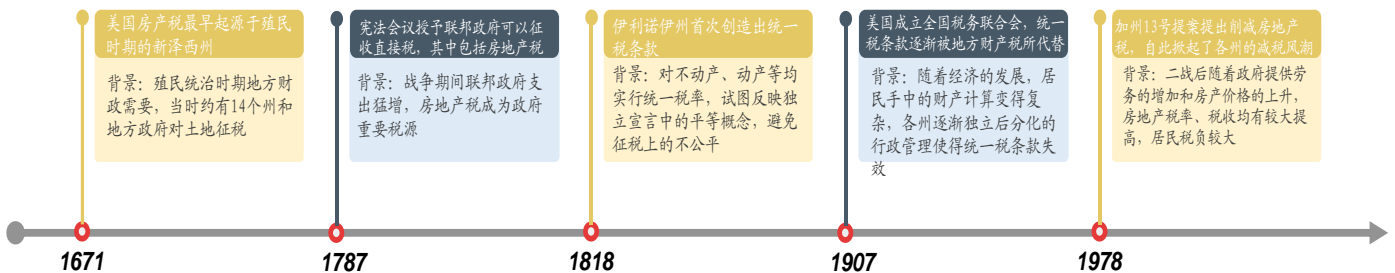 美国房产税最早起源于殖民
时期的新泽西州
背景：殖民统治时期地方财
政需要，当时约有14个州和
地方政府对土地征税
宪法会议授予联邦政府可以征
收直接税，其中包括房地产税
背景：战争期间联邦政府支
出猛增，房地产税成为政府
重要税源
伊利诺伊州首次创造出统一
税条款
背景：对不动产、动产等均
实行统一税率，试图反映独
立宣言中的平等概念，避免
征税上的不公平
美国成立全国税务联合会，统一
税条款逐渐被地方财产税所代替
背景：随着经济的发展，居
民手中的财产计算变得复
杂，各州逐渐独立后分化的
行政管理使得统一税条款失
效
加州13号提案提出削减房地产
税，自此掀起了各州的减税风潮
背景：二战后随着政府提供劳
务的增加和房产价格的上升，
房地产税率、税收均有较大提
高，居民税负较大
1671
1787
1818
1907
1978